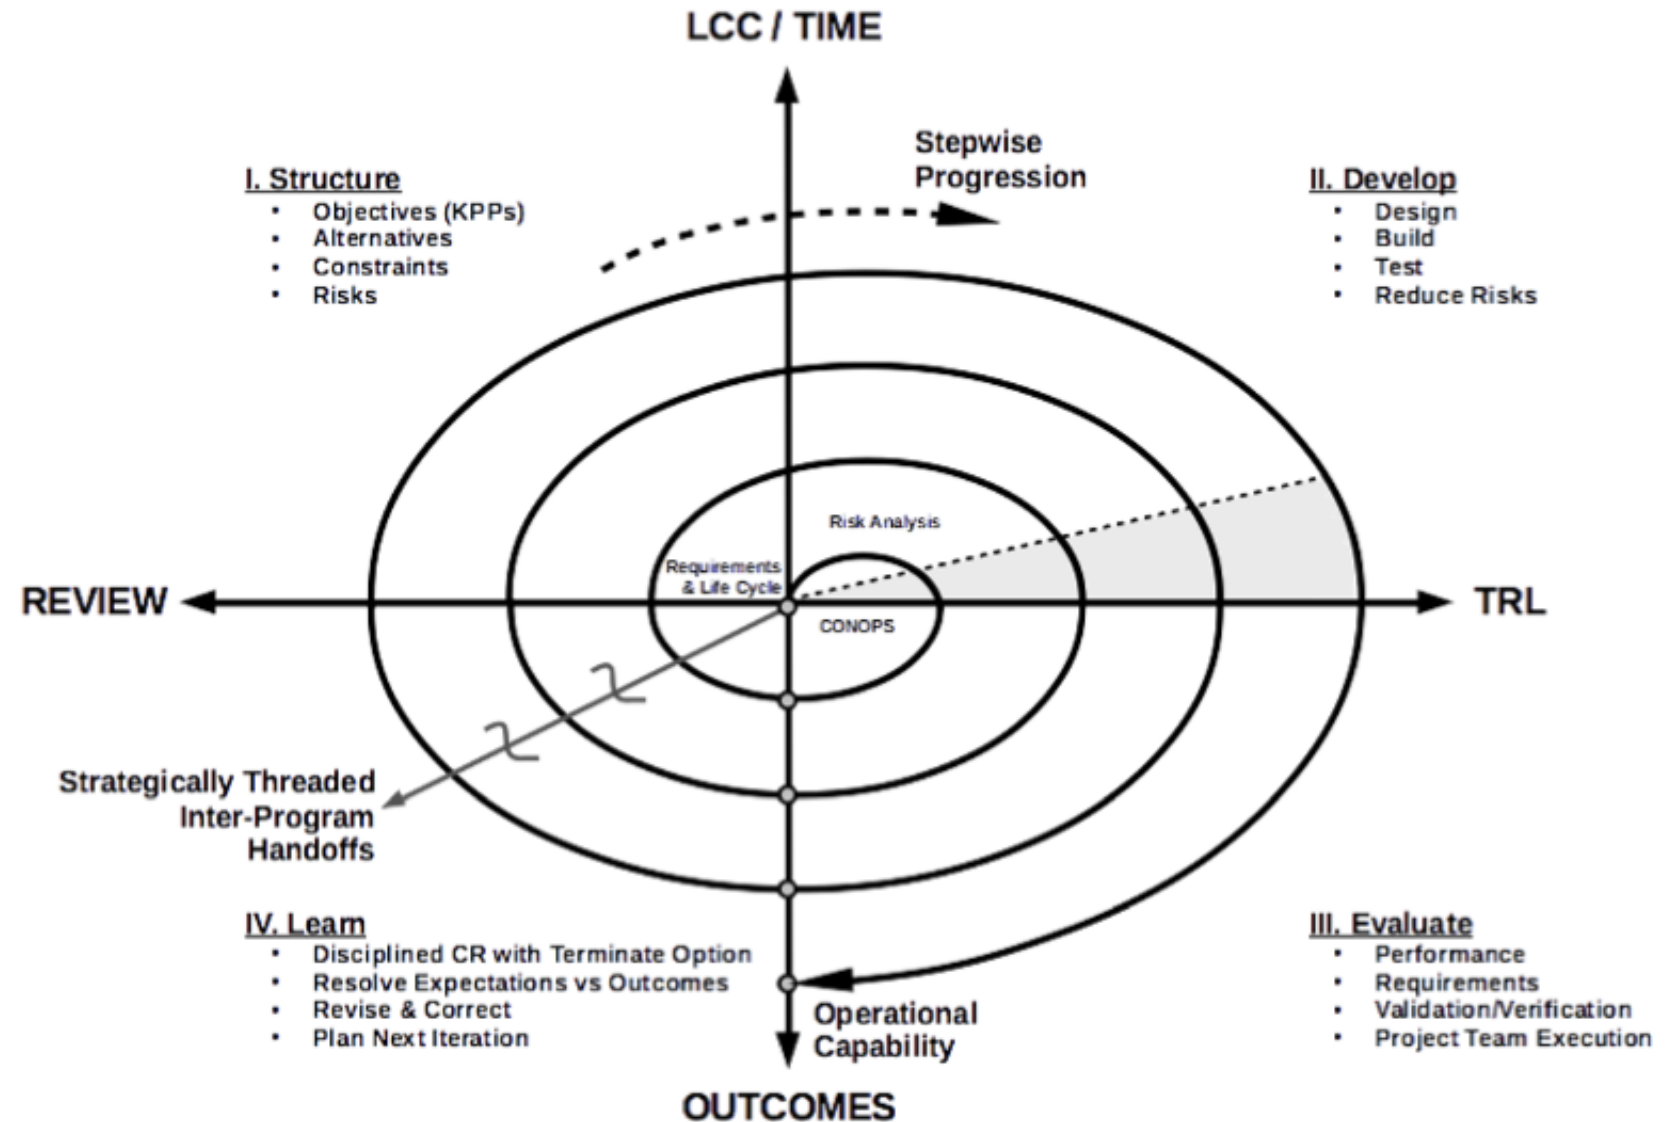 LCC / TIME
Stepwise
Progression
I. Structure
• Objectives (KPPs)
• Alternatives
• Constraints
• Risks
II. Develop
• Design
• Build
• Test
• Reduce Risks
Risk Analysis
Requirements
& Life Cycle
REVIEW
TRL
CONOPS
Strategically Threaded
Inter-Program
Handoffs
IV. Learn
• Disciplined CR with Terminate Option
• Resolve Expectations vs Outcomes
• Revise & Correct
• Plan Next Iteration
III. Evaluate
• Performance
• Requirements
• Validation/Verification
• Project Team Execution
Operational
Capability
OUTCOMES